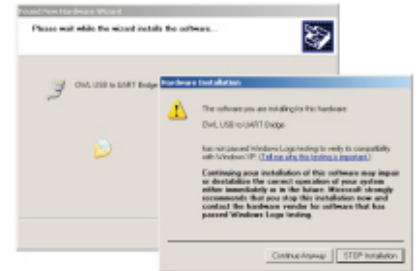 Found New Hardware Wizard
Please wait while the wizard installs the software...
OWL USB to UART Bridge
Hardware Installation
The software you are installing for this hardware:
OWL USB to UART Bridge
has not passed Windows Logo testing to verify its compatibility
with Windows XP. (Tell me why this testing is important.)
Continuing your installation of this software may impair
or destabilize the correct operation of your system
either immediately or in the future. Microsoft strongly
recommends that you stop this installation now and
contact the hardware vendor for software that has
passed Windows Logo testing.
Continue Anyway
STOP Installation